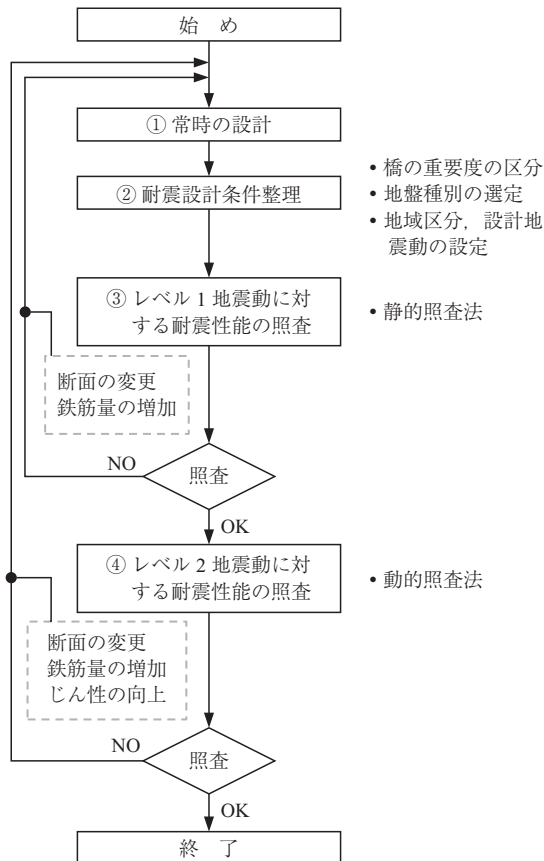 始 め
① 常時の設計
② 耐震設計条件整理
• 橋の重要度の区分
• 地盤種別の選定
• 地域区分，設計地
震動の設定
③ レベル 1 地震動に対
する耐震性能の照査
• 静的照査法
断面の変更
鉄筋量の増加
NO
照査
OK
④ レベル 2 地震動に対
する耐震性能の照査
• 動的照査法
断面の変更
鉄筋量の増加
じん性の向上
NO
照査
OK
終 了